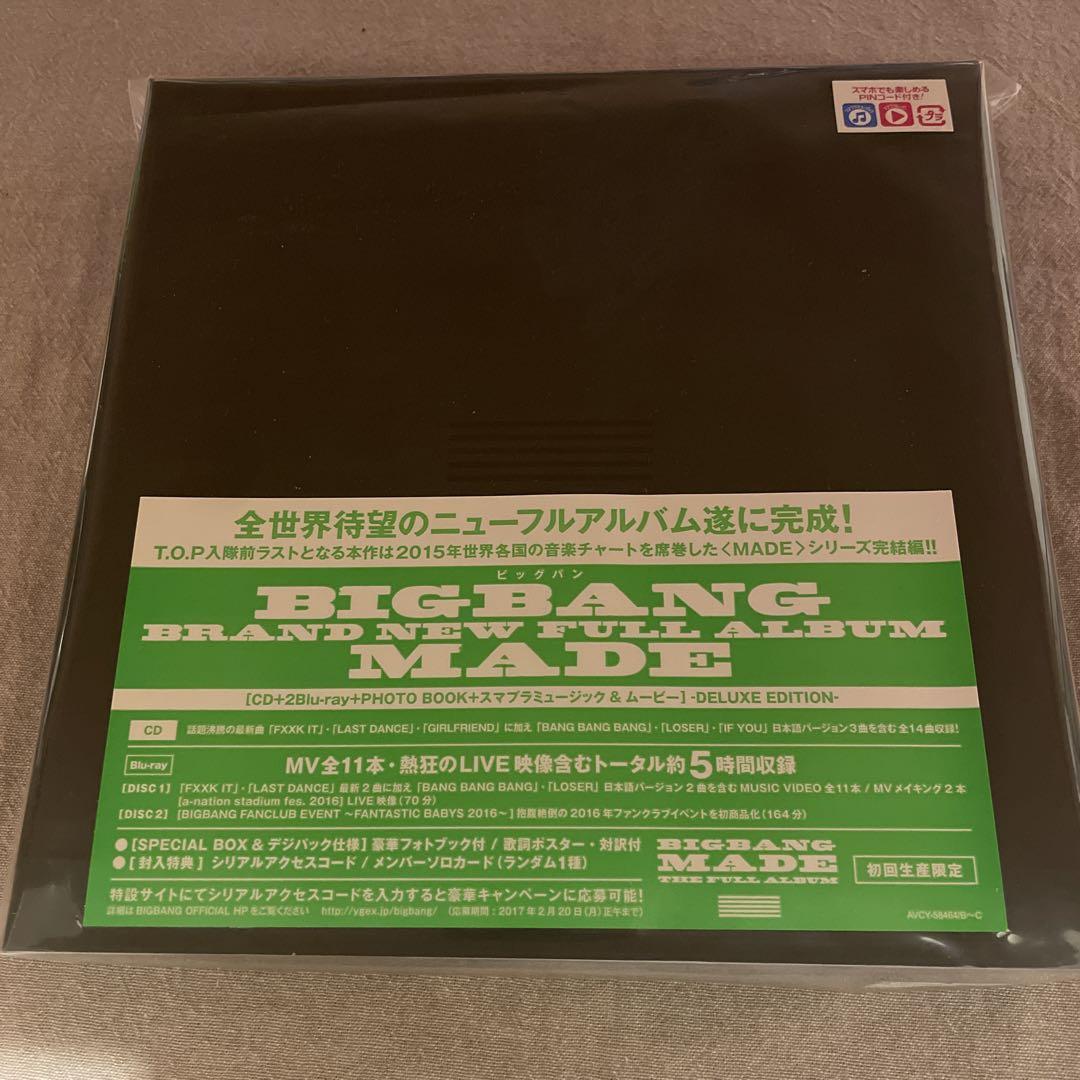 スマホでも楽しめる
PINコード付き!
全世界待望のニューフルアルバム遂に完成!
T.O.P入隊前ラストとなる本作は2015年世界各国の音楽チャートを席巻した〈MADE〉シリーズ完結編!!
ビッグバン
BIGBANG
BRAND NEW FULL ALBUM
MADE
[CD+2Blu-ray+PHOTO BOOK+スマプラミュージック&ムービー] -DELUXE EDITION-
CD 話題沸騰の最新曲「FXXK IT」・「LAST DANCE」・「GIRLFRIEND」に加え「BANG BANG BANG」・「LOSER」・「IF YOU」日本語バージョン3曲を含む全14曲収録!
Blu-ray MV全11本・熱狂のLIVE映像含むトータル約5時間収録
[DISC1] 「FXXK IT」・「LAST DANCE」最新2曲に加え「BANG BANG BANG」・「LOSER」日本語バージョン2曲を含むMUSIC VIDEO全11本 / MVメイキング2本
[a-nation stadium fes. 2016] LIVE映像(70分)
[DISC2] [BIGBANG FANCLUB EVENT ~FANTASTIC BABYS 2016~] 抱腹絶倒の2016年ファンクラブイベントを初商品化(164分)
●[SPECIAL BOX & デジパック仕様] 豪華フォトブック付 / 歌詞ポスター・対訳付
●[封入特典] シリアルアクセスコード / メンバーソロカード(ランダム1種)
特設サイトにてシリアルアクセスコードを入力すると豪華キャンペーンに応募可能!
詳細はBIGBANG OFFICIAL HPをご覧ください http://ygex.jp/bigbang/ (応募期間:2017年2月20日(月)正午まで)
BIGBANG
MADE
THE FULL ALBUM
初回生産限定
AVCY-58464/B~C